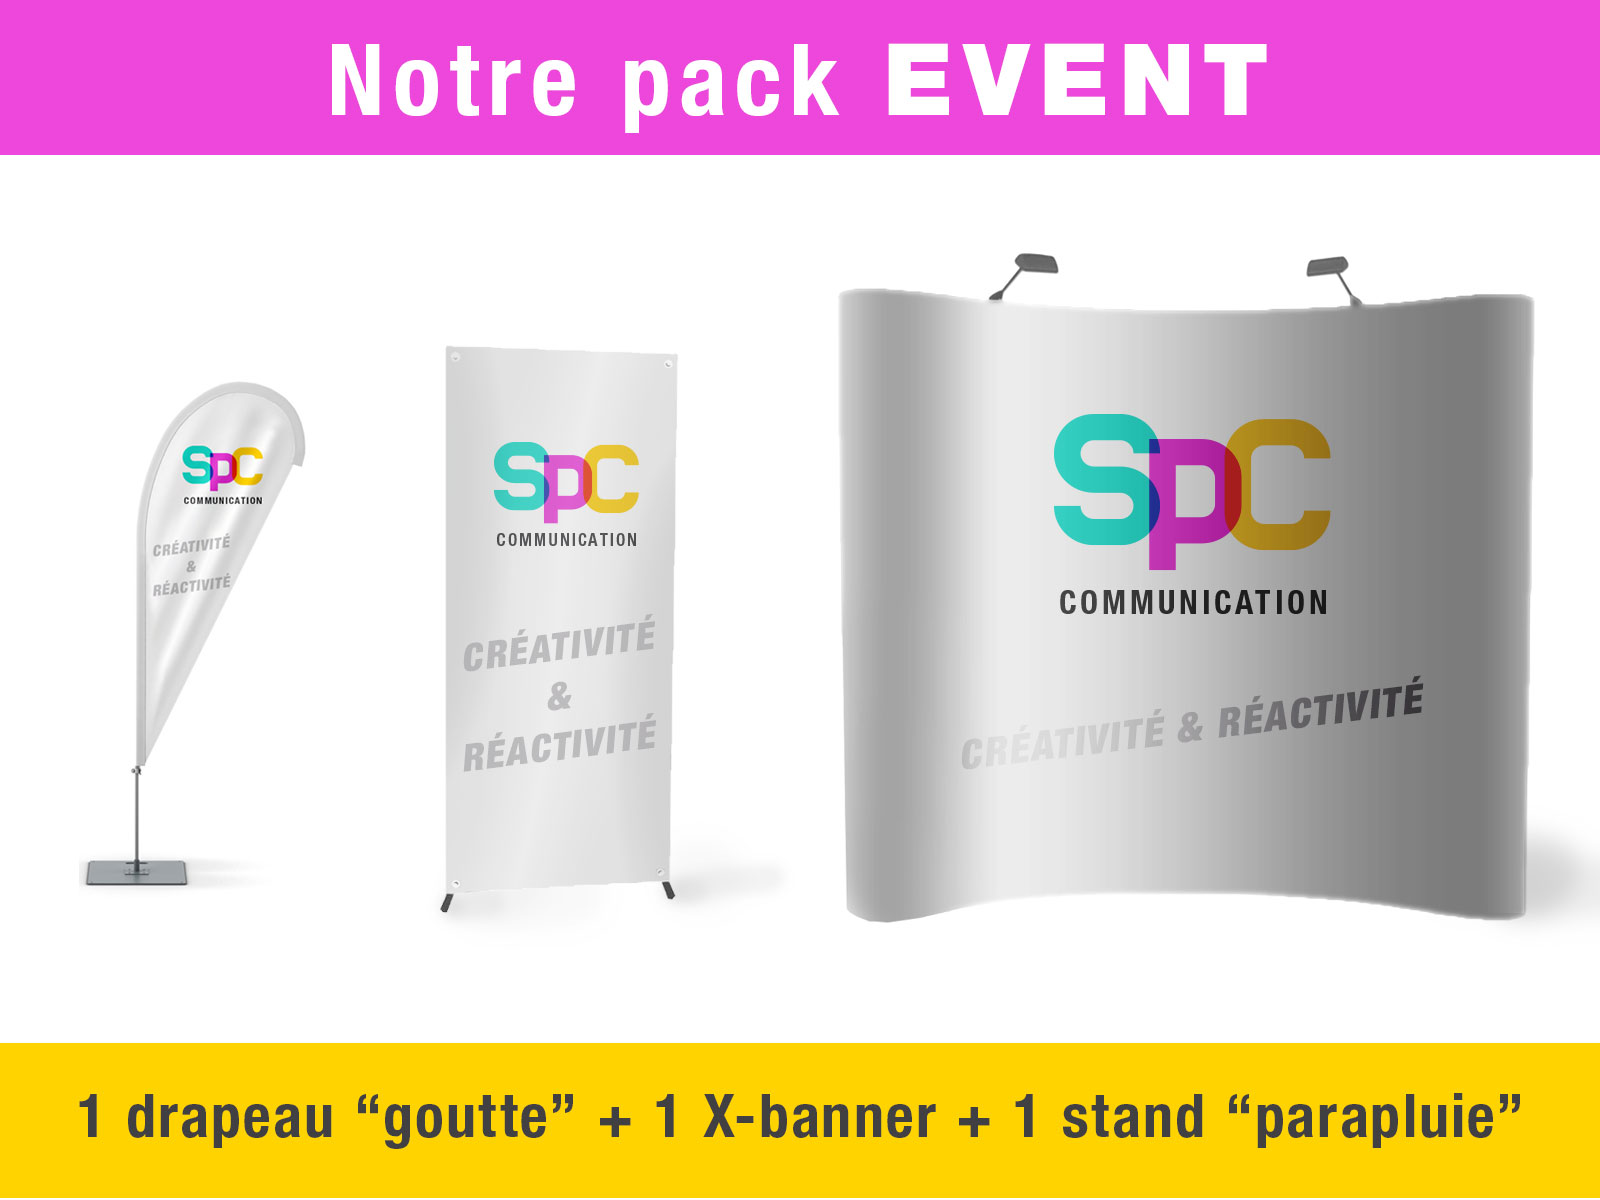 Notre pack EVENT
SpC
COMMUNICATION
CRÉATIVITÉ
&
RÉACTIVITÉ
SpC
COMMUNICATION
CRÉATIVITÉ
&
RÉACTIVITÉ
SpC
COMMUNICATION
CRÉATIVITÉ & RÉACTIVITÉ
1 drapeau “goutte” + 1 X-banner + 1 stand “parapluie”